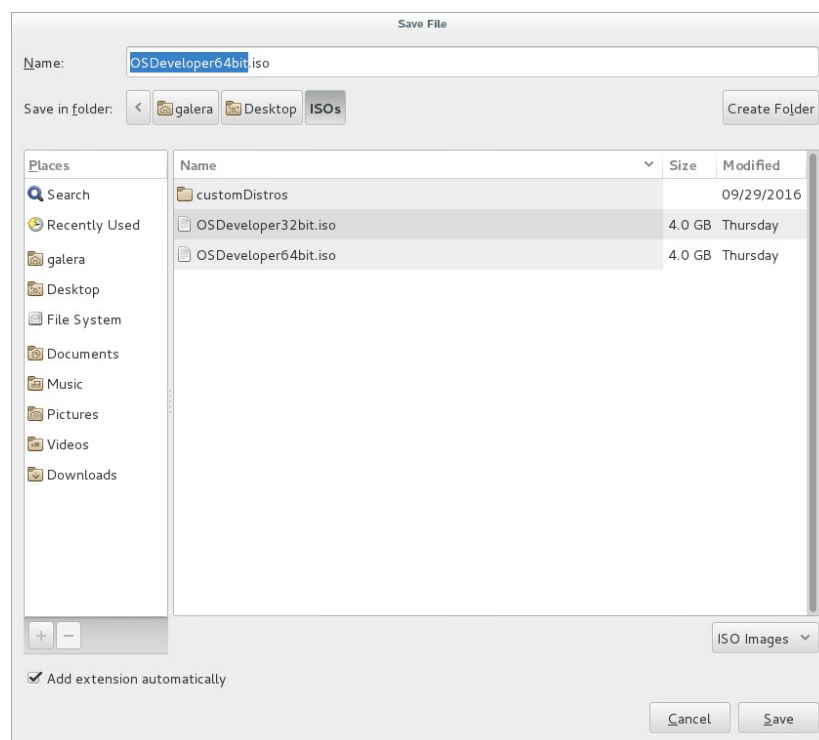 Save File
Name: OSDeveloper64bit.iso
Save in folder: < galera Desktop ISOs Create Folder
Places Name Size Modified
Search customDistros 09/29/2016
Recently Used OSDeveloper32bit.iso 4.0 GB Thursday
galera OSDeveloper64bit.iso 4.0 GB Thursday
Desktop
File System
Documents
Music
Pictures
Videos
Downloads
+ −
ISO Images
Add extension automatically
Cancel Save